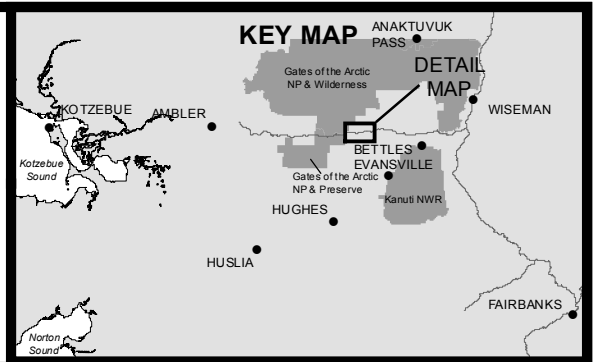 KEY MAP
ANAKTUVUK
PASS
DETAIL
MAP
Gates of the Arctic
NP & Wilderness
WISEMAN
KOTZEBUE
AMBLER
Kotzebue
Sound
BETTLES
EVANSVILLE
Gates of the Arctic
NP & Preserve
Kanuti NWR
HUGHES
HUSLIA
FAIRBANKS
Norton
Sound